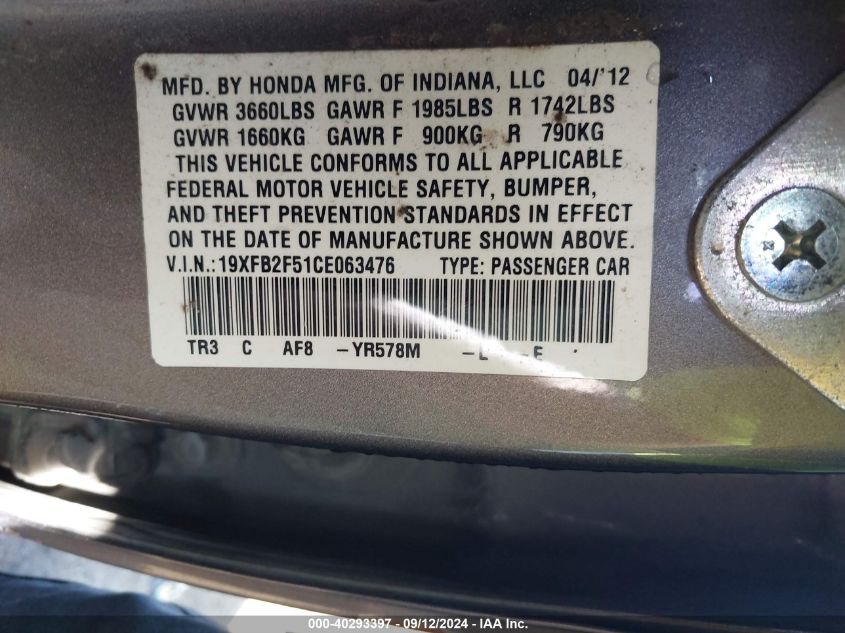 MFD. BY HONDA MFG. OF INDIANA, LLC 04/'12
GVWR 3660LBS GAWR F 1985LBS R 1742LBS
GVWR 1660KG GAWR F 900KG R 790KG
THIS VEHICLE CONFORMS TO ALL APPLICABLE
FEDERAL MOTOR VEHICLE SAFETY, BUMPER,
AND THEFT PREVENTION STANDARDS IN EFFECT
ON THE DATE OF MANUFACTURE SHOWN ABOVE.
V.I.N.: 19XFB2F51CE063476 TYPE: PASSENGER CAR
TR3 C AF8 -YR578M -L -E
000-40293397 - 09/12/2024 - IAA Inc.